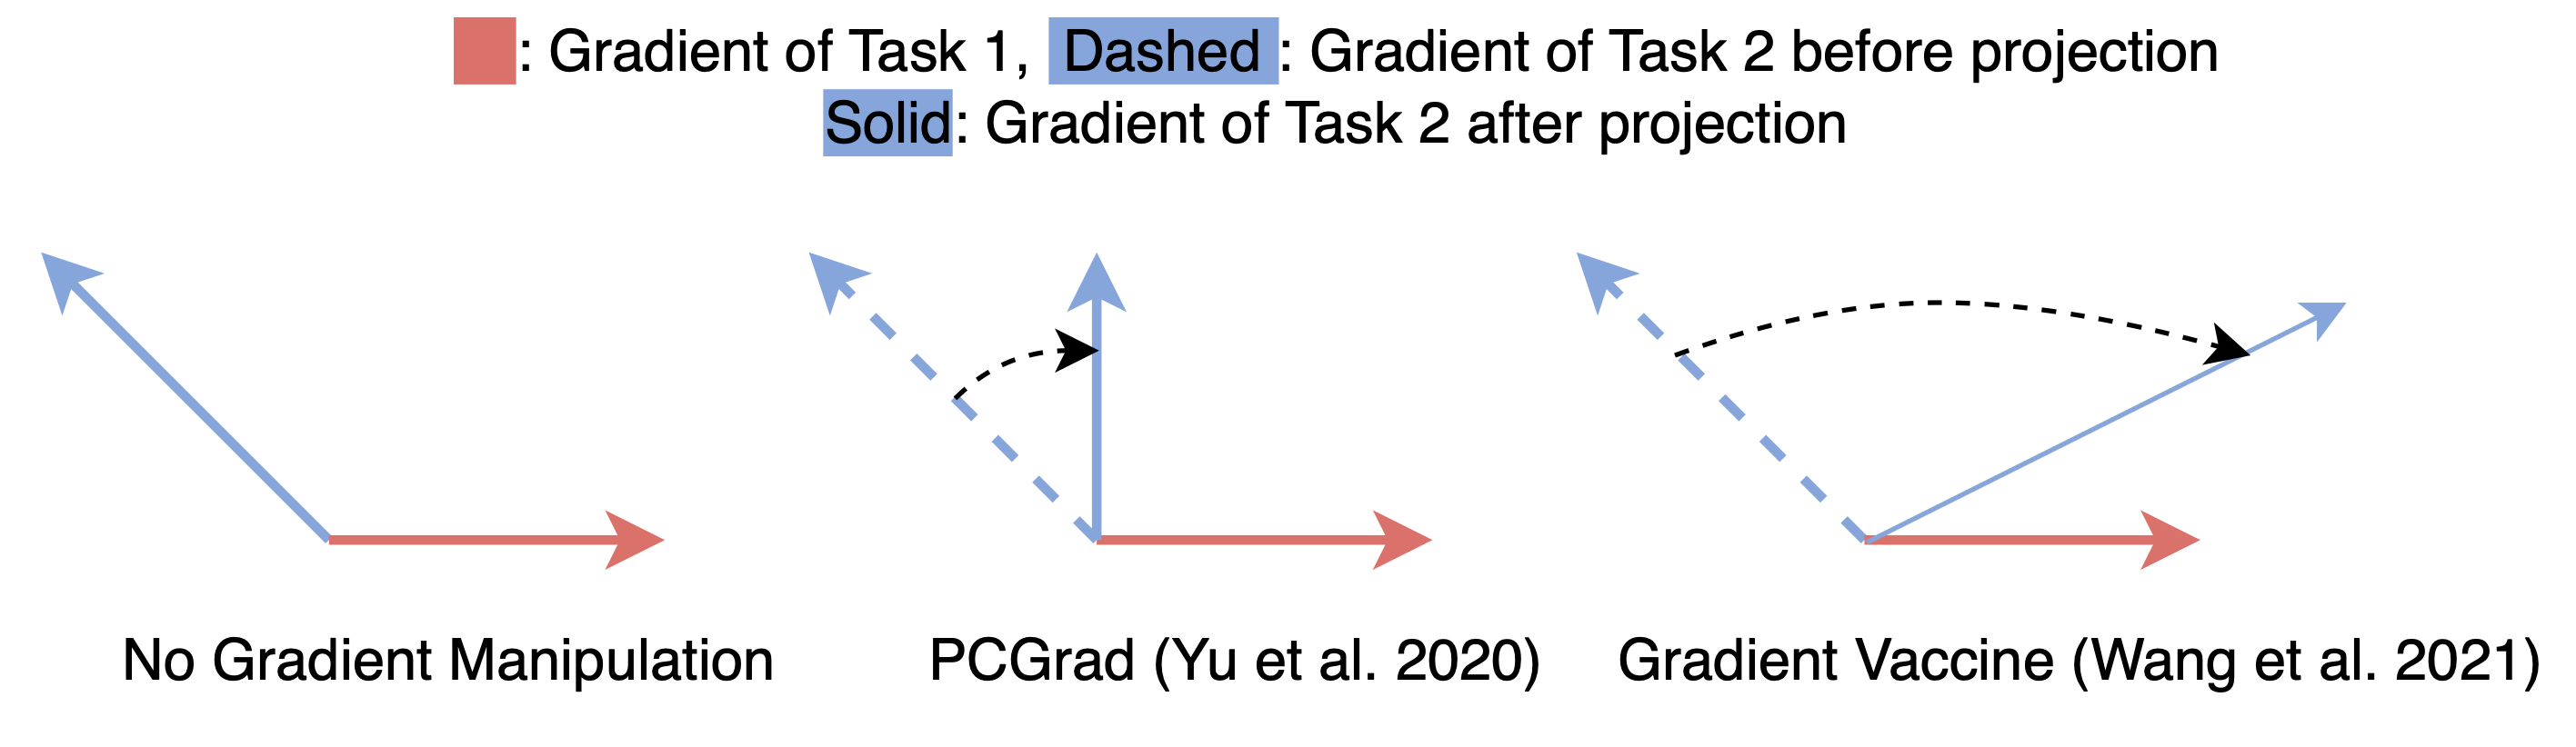 : Gradient of Task 1, Dashed : Gradient of Task 2 before projection
Solid: Gradient of Task 2 after projection
No Gradient Manipulation
PCGrad (Yu et al. 2020)
Gradient Vaccine (Wang et al. 2021)